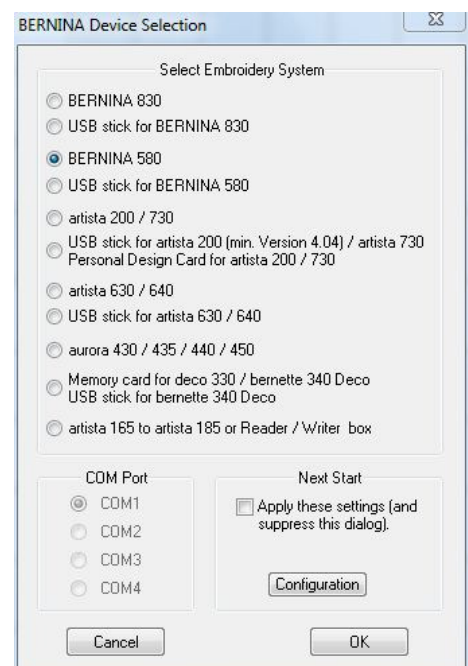 BERNINA Device Selection
Select Embroidery System
BERNINA 830
USB stick for BERNINA 830
BERNINA 580
USB stick for BERNINA 580
artista 200 / 730
USB stick for artista 200 (min. Version 4.04) / artista 730
Personal Design Card for artista 200 / 730
artista 630 / 640
USB stick for artista 630 / 640
aurora 430 / 435 / 440 / 450
Memory card for deco 330 / bernette 340 Deco
USB stick for bernette 340 Deco
artista 165 to artista 185 or Reader / Writer box
COM Port
COM1
COM2
COM3
COM4
Next Start
Apply these settings (and
suppress this dialog).
Configuration
Cancel
OK